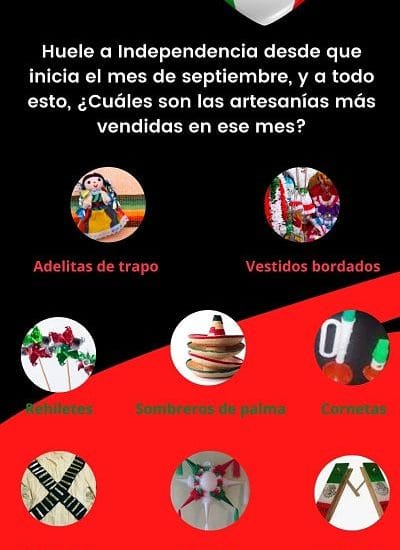 Huele a Independencia desde que
inicia el mes de septiembre, y a todo
esto, ¿Cuáles son las artesanías más
vendidas en ese mes?
Adelitas de trapo
Vestidos bordados
Rehiletes
Sombreros de palma
Cornetas